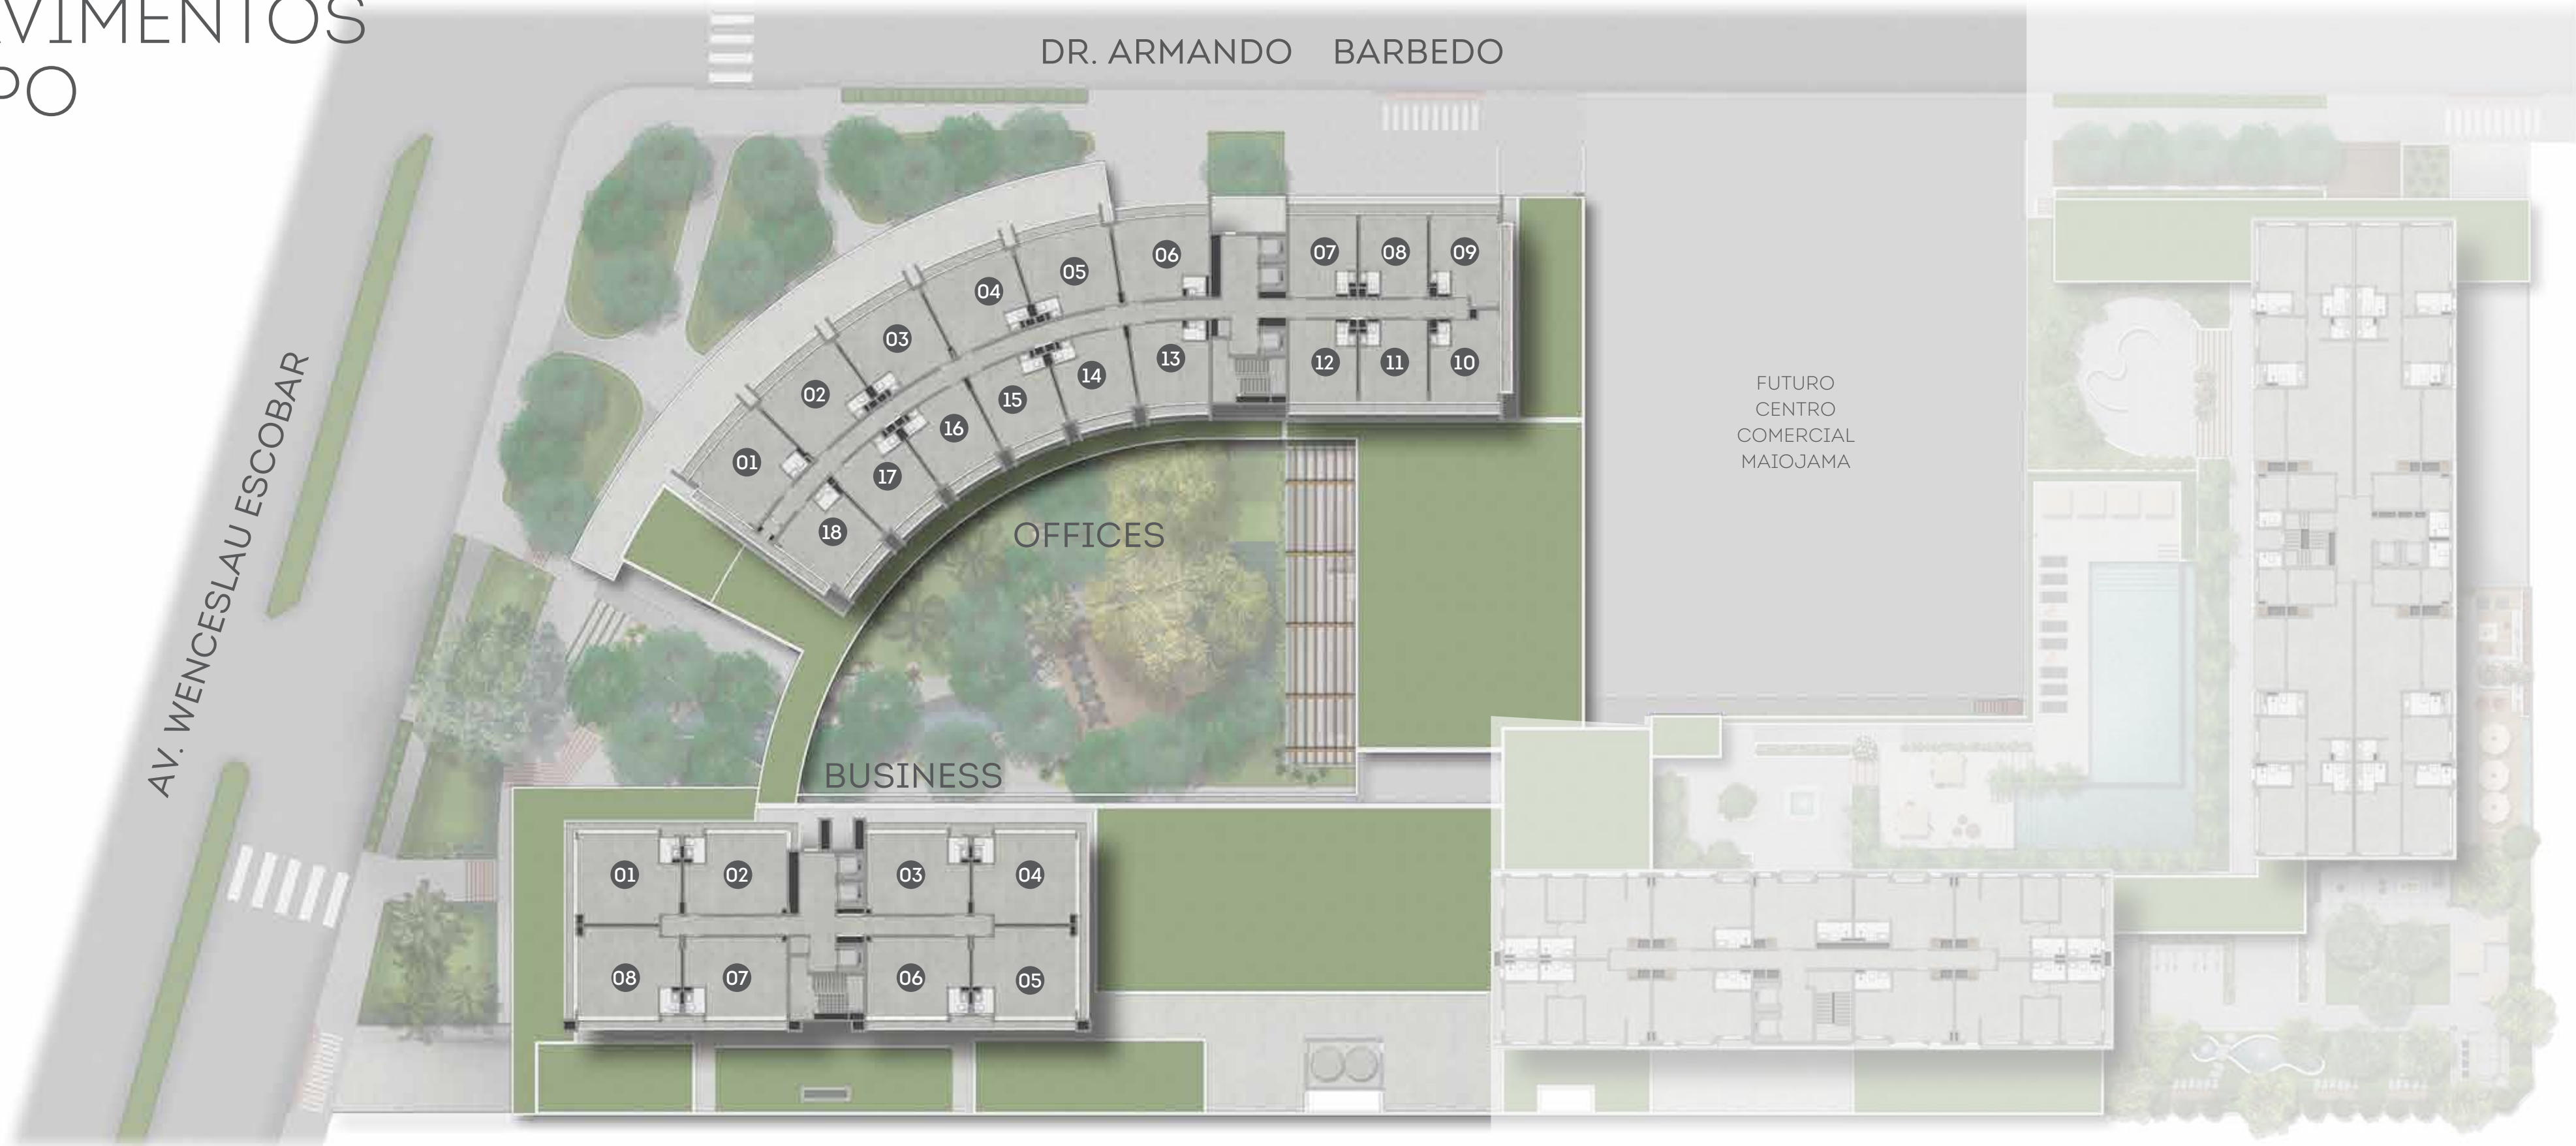 VIMENTOS
PO
DR. ARMANDO BARBEDO
AV. WENCESLAU ESCOBAR
01
02
03
04
05
06
07
08
09
10
11
12
13
14
15
16
17
18
FUTURO
CENTRO
COMERCIAL
MAIOJAMA
OFFICES
BUSINESS
01
02
03
04
08
07
06
05